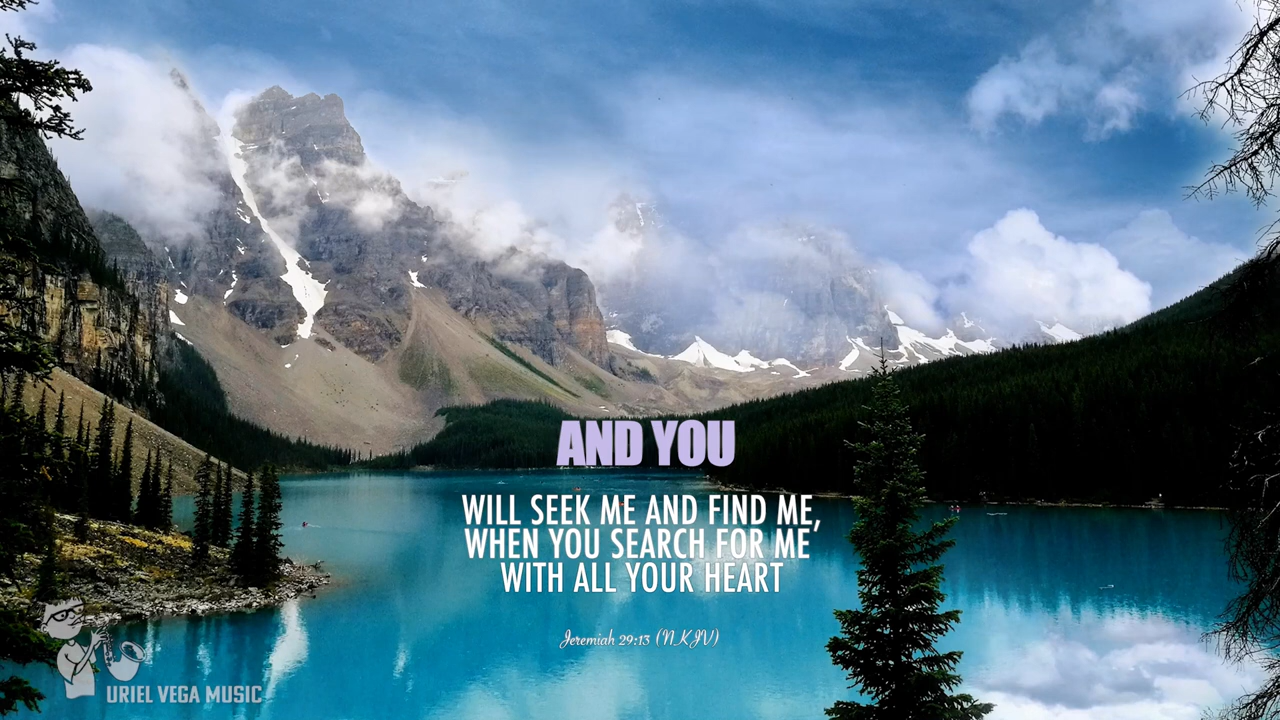 AND YOU
WILL SEEK ME AND FIND ME,
WHEN YOU SEARCH FOR ME
WITH ALL YOUR HEART
Jeremiah 29:13 (NKJV)
URIEL VEGA MUSIC